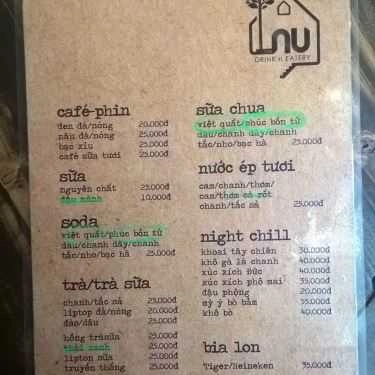 nu
DRINK N EATERY
café-phin
đen đá/nóng 20.000đ
nâu đá/nóng 25.000đ
bạc xỉu 25.000đ
café sữa tươi 25.000đ
sữa
nguyên chất 25.000đ
đậu nành 10.000đ
soda
việt quất/phúc bồn tử
dâu/chanh dây/chanh
tắc/nho/bạc hà 25.000đ
trà/trà sữa
chanh/tắc xả 25.000đ
lipton đá/nóng 20.000đ
đào/dâu 25.000đ
hồng trà sữa 25.000đ
thái xanh 25.000đ
lipton sữa 25.000đ
truyền thống 25.000đ
sữa chua
việt quất/phúc bồn tử
dâu/chanh dây/chanh
tắc/nho/bạc hà 25.000đ
nước ép tươi
cam/chanh/thơm/
cam/thơm cà rốt
chanh/tắc xả 25.000đ
night chill
khoai tây chiên 30.000đ
khô gà lá chanh 40.000đ
xúc xích Đức 40.000đ
xúc xích phô mai 35.000đ
đậu phộng 20.000đ
mỳ ý bò bằm 35.000đ
khô bò 40.000đ
bia lon
Tiger/Heineken 35.000đ